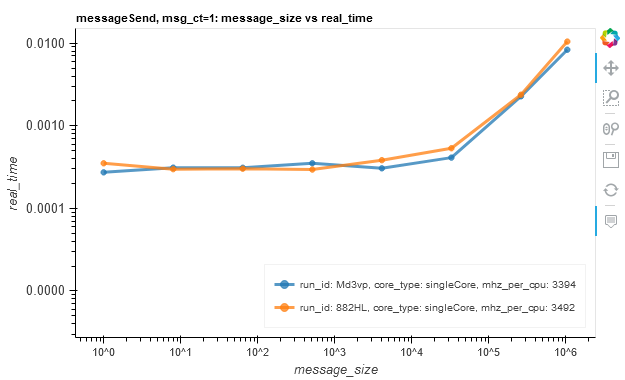 messageSend, msg_ct=1: message_size vs real_time
0.0100
0.0010
0.0001
0.0000
real_time
run_id: Md3vp, core_type: singleCore, mhz_per_cpu: 3394
run_id: 882HL, core_type: singleCore, mhz_per_cpu: 3492
10^0 10^1 10^2 10^3 10^4 10^5 10^6
message_size